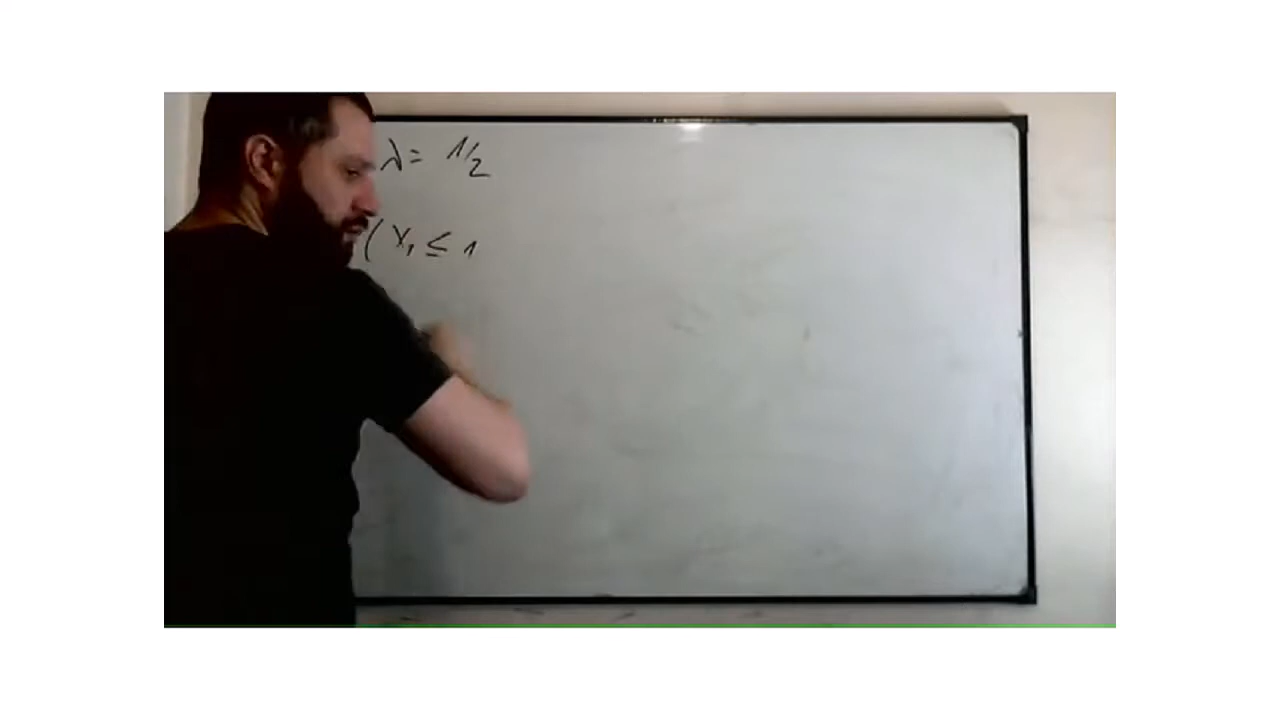 λ = 1/2
( X₁ ≤ 1